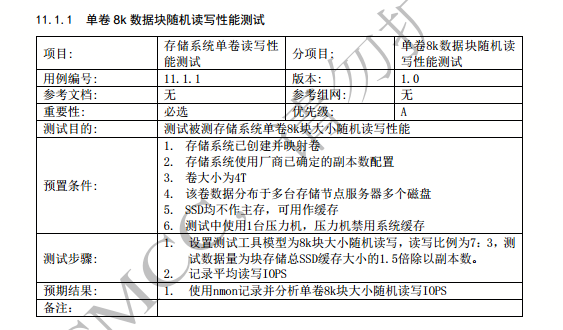 11.1.1 单卷 8k 数据块随机读写性能测试
项目: 存储系统单卷读写性 分项目: 单卷8k数据块随机读
能测试 写性能测试
用例编号: 11.1.1 版本: 1.0
参考文档: 无 参考组网: 无
重要性: 必选 优先级: A
测试目的: 测试被测存储系统单卷8k块大小随机读写性能
预置条件:
1. 存储系统已创建并映射卷
2. 存储系统使用厂商已确定的副本数配置
3. 卷大小为4T
4. 该卷数据分布于多台存储节点服务器多个磁盘
5. SSD均不作主存,可用作缓存
6. 测试中使用1台压力机,压力机禁用系统缓存
测试步骤:
1. 设置测试工具模型为8k块大小随机读写,读写比例为7:3,测
试数据量为块存储总SSD缓存大小的1.5倍除以副本数。
2. 记录平均读写IOPS
预期结果: 1. 使用nmon记录并分析单卷8k块大小随机读写IOPS
备注:
CMCC
请勿扩